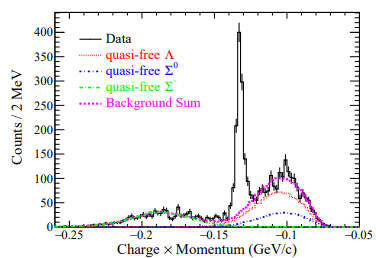 Counts / 2 MeV
400
350
300
250
200
150
100
50
0
Data
quasi-free Λ
quasi-free Σ⁰
quasi-free Σ⁻
Background Sum
−0.25 −0.2 −0.15 −0.1 −0.05
Charge × Momentum (GeV/c)